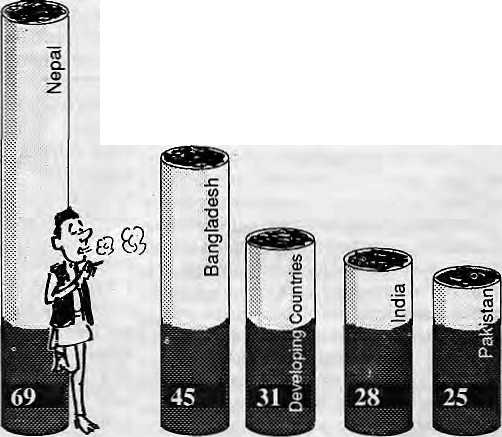 Nepal
69
Bangladesh
45
Developing Countries
31
India
28
Pakistan
25